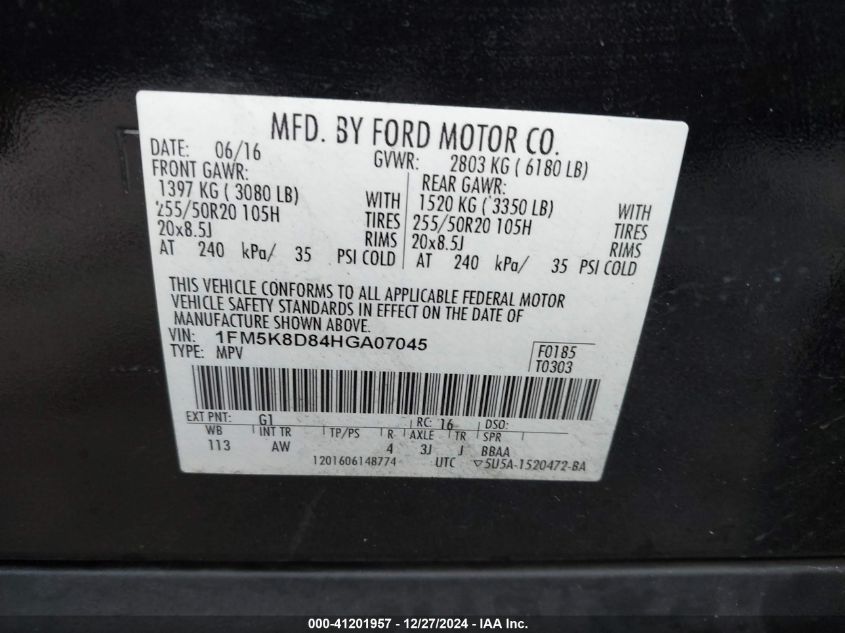 MFD. BY FORD MOTOR CO.
DATE: 06/16 GVWR: 2803 KG ( 6180 LB)
FRONT GAWR: REAR GAWR:
1397 KG ( 3080 LB) WITH 1520 KG ( 3350 LB) WITH
255/50R20 105H TIRES 255/50R20 105H TIRES
20x8.5J RIMS 20x8.5J RIMS
AT 240 kPa/ 35 PSI COLD AT 240 kPa/ 35 PSI COLD
THIS VEHICLE CONFORMS TO ALL APPLICABLE FEDERAL MOTOR
VEHICLE SAFETY STANDARDS IN EFFECT ON THE DATE OF
MANUFACTURE SHOWN ABOVE.
VIN: 1FM5K8D84HGA07045
TYPE: MPV
F0185
T0303
EXT PNT: G1 RC: 16 DSO:
WB INT TR TP/PS R AXLE TR SPR
113 AW 4 3J J BBAA
1201606148774 UTC ▽5U5A-1520472-BA
000-41201957 - 12/27/2024 - IAA Inc.